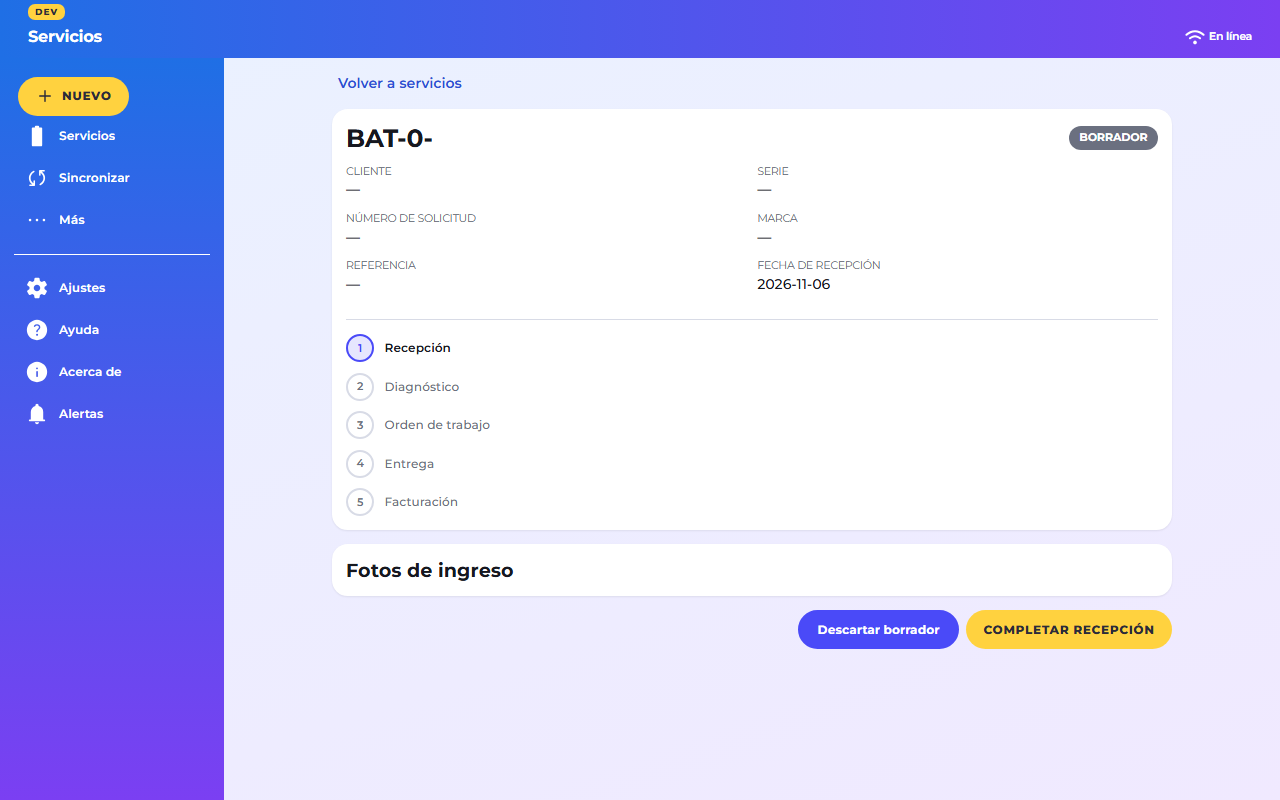 DEV
Servicios
En línea
NUEVO
Servicios
Sincronizar
Más
Ajustes
Ayuda
Acerca de
Alertas
Volver a servicios
BAT-0-
BORRADOR
CLIENTE
—
SERIE
—
NÚMERO DE SOLICITUD
—
MARCA
—
REFERENCIA
—
FECHA DE RECEPCIÓN
2026-11-06
1 Recepción
2 Diagnóstico
3 Orden de trabajo
4 Entrega
5 Facturación
Fotos de ingreso
Descartar borrador
COMPLETAR RECEPCIÓN